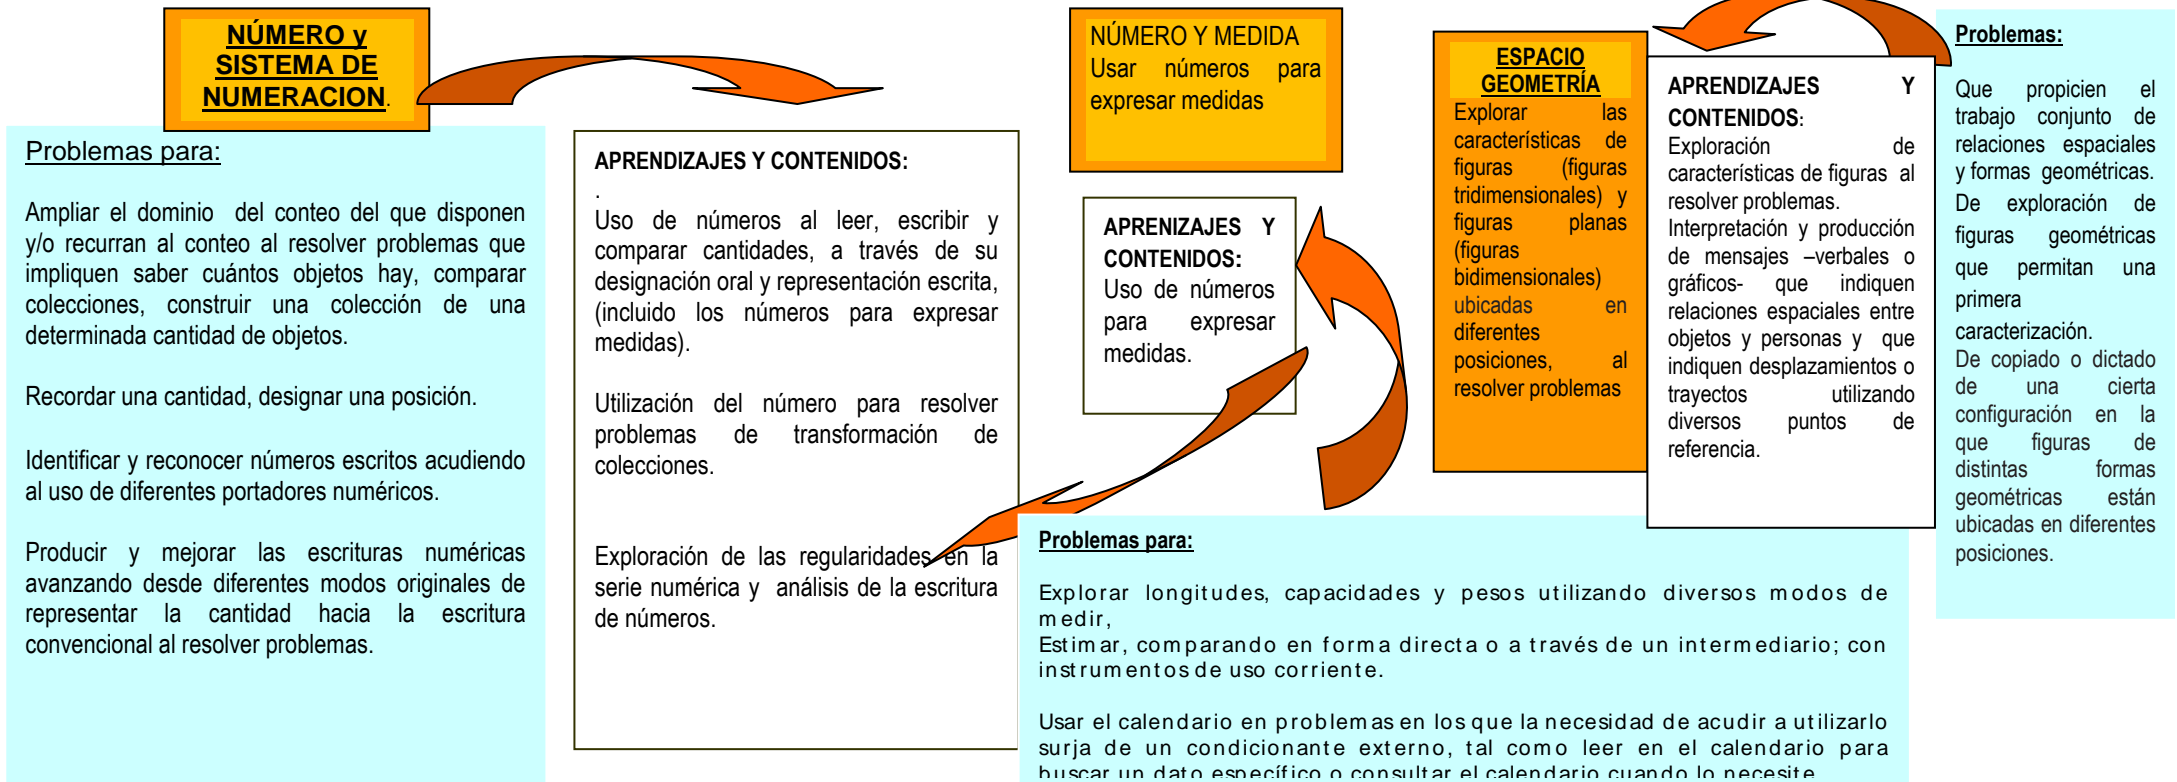 NÚMERO y
SISTEMA DE
NUMERACION.
Problemas para:
Ampliar el dominio del conteo del que disponen
y/o recurran al conteo al resolver problemas que
impliquen saber cuántos objetos hay, comparar
colecciones, construir una colección de una
determinada cantidad de objetos.
Recordar una cantidad, designar una posición.
Identificar y reconocer números escritos acudiendo
al uso de diferentes portadores numéricos.
Producir y mejorar las escrituras numéricas
avanzando desde diferentes modos originales de
representar la cantidad hacia la escritura
convencional al resolver problemas.
APRENDIZAJES Y CONTENIDOS:
.
Uso de números al leer, escribir y
comparar cantidades, a través de su
designación oral y representación escrita,
(incluido los números para expresar
medidas).
Utilización del número para resolver
problemas de transformación de
colecciones.
Exploración de las regularidades en la
serie numérica y análisis de la escritura
de números.
NÚMERO Y MEDIDA
Usar números para
expresar medidas
APRENIZAJES Y
CONTENIDOS:
Uso de números
para expresar
medidas.
Problemas para:
Explorar longitudes, capacidades y pesos utilizando diversos modos de
medir,
Estimar, comparando en forma directa o a través de un intermediario; con
instrumentos de uso corriente.
Usar el calendario en problemas en los que la necesidad de acudir a utilizarlo
surja de un condicionante externo, tal como leer en el calendario para
buscar un dato específico o consultar el calendario cuando lo necesite
ESPACIO
GEOMETRÍA
Explorar las
características de
figuras (figuras
tridimensionales) y
figuras planas
(figuras
bidimensionales)
ubicadas en
diferentes
posiciones, al
resolver problemas
APRENDIZAJES Y
CONTENIDOS:
Exploración de
características de figuras al
resolver problemas.
Interpretación y producción
de mensajes –verbales o
gráficos- que indiquen
relaciones espaciales entre
objetos y personas y que
indiquen desplazamientos o
trayectos utilizando
diversos puntos de
referencia.
Problemas:
Que propicien el
trabajo conjunto de
relaciones espaciales
y formas geométricas.
De exploración de
figuras geométricas
que permitan una
primera
caracterización.
De copiado o dictado
de una cierta
configuración en la
que figuras de
distintas formas
geométricas están
ubicadas en diferentes
posiciones.